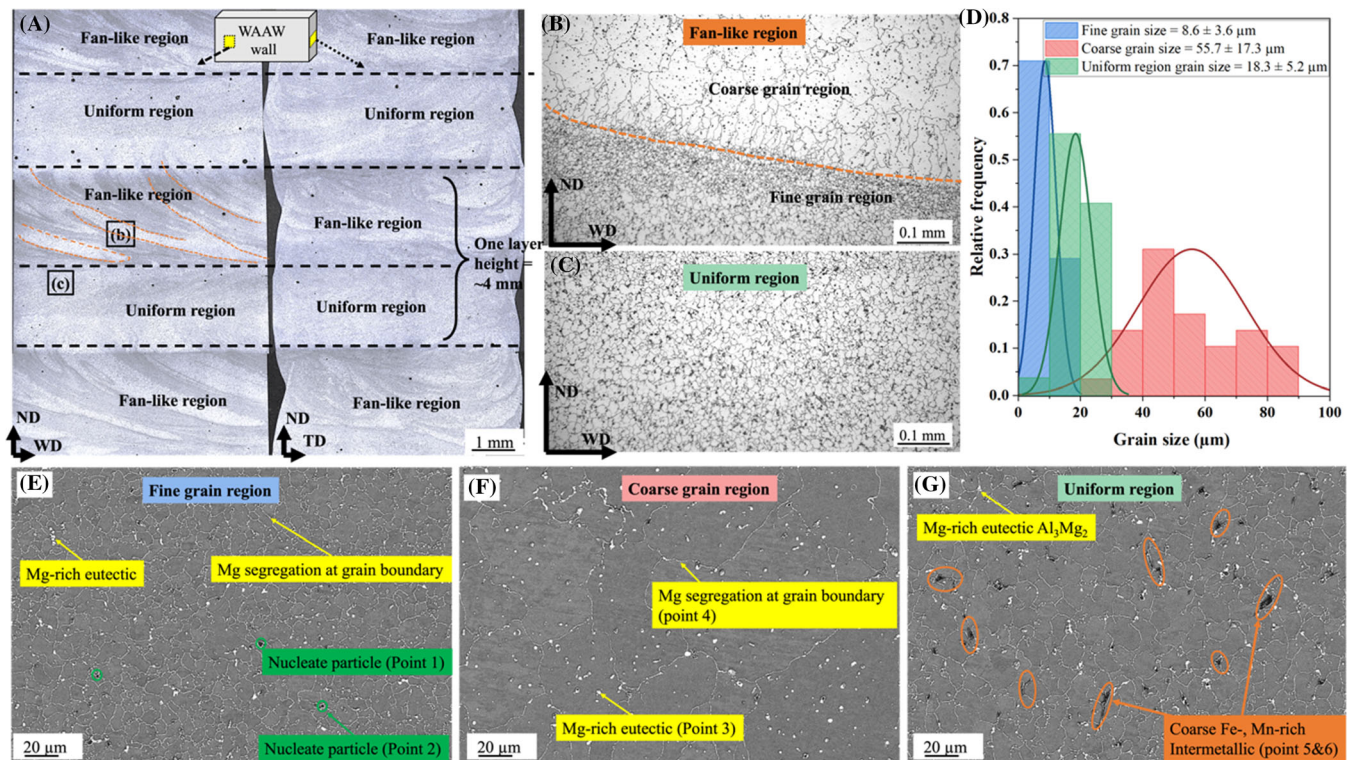 (A)
WAAW
wall
Fan-like region
Fan-like region
Uniform region
Uniform region
Fan-like region
(b)
Fan-like region
One layer
height =
~4 mm
(c)
Uniform region
Uniform region
Fan-like region
Fan-like region
ND
WD
ND
TD
1 mm
(B)
Fan-like region
Coarse grain region
Fine grain region
ND
WD
0.1 mm
(C)
Uniform region
ND
WD
0.1 mm
(D)
Fine grain size = 8.6 ± 3.6 µm
Coarse grain size = 55.7 ± 17.3 µm
Uniform region grain size = 18.3 ± 5.2 µm
Relative frequency
0.8
0.7
0.6
0.5
0.4
0.3
0.2
0.1
0.0
0 20 40 60 80 100
Grain size (µm)
(E)
Fine grain region
Mg-rich eutectic
Mg segregation at grain boundary
Nucleate particle (Point 1)
Nucleate particle (Point 2)
20 µm
(F)
Coarse grain region
Mg segregation at grain boundary
(point 4)
Mg-rich eutectic (Point 3)
20 µm
(G)
Uniform region
Mg-rich eutectic Al₃Mg₂
Coarse Fe-, Mn-rich
Intermetallic (point 5&6)
20 µm